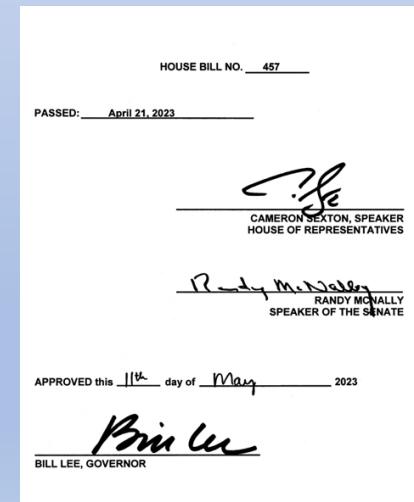 HOUSE BILL NO. 457
PASSED: April 21, 2023
CAMERON SEXTON, SPEAKER
HOUSE OF REPRESENTATIVES
Randy McNally
RANDY MCNALLY
SPEAKER OF THE SENATE
APPROVED this 11th day of May 2023
Bill Lee
BILL LEE, GOVERNOR